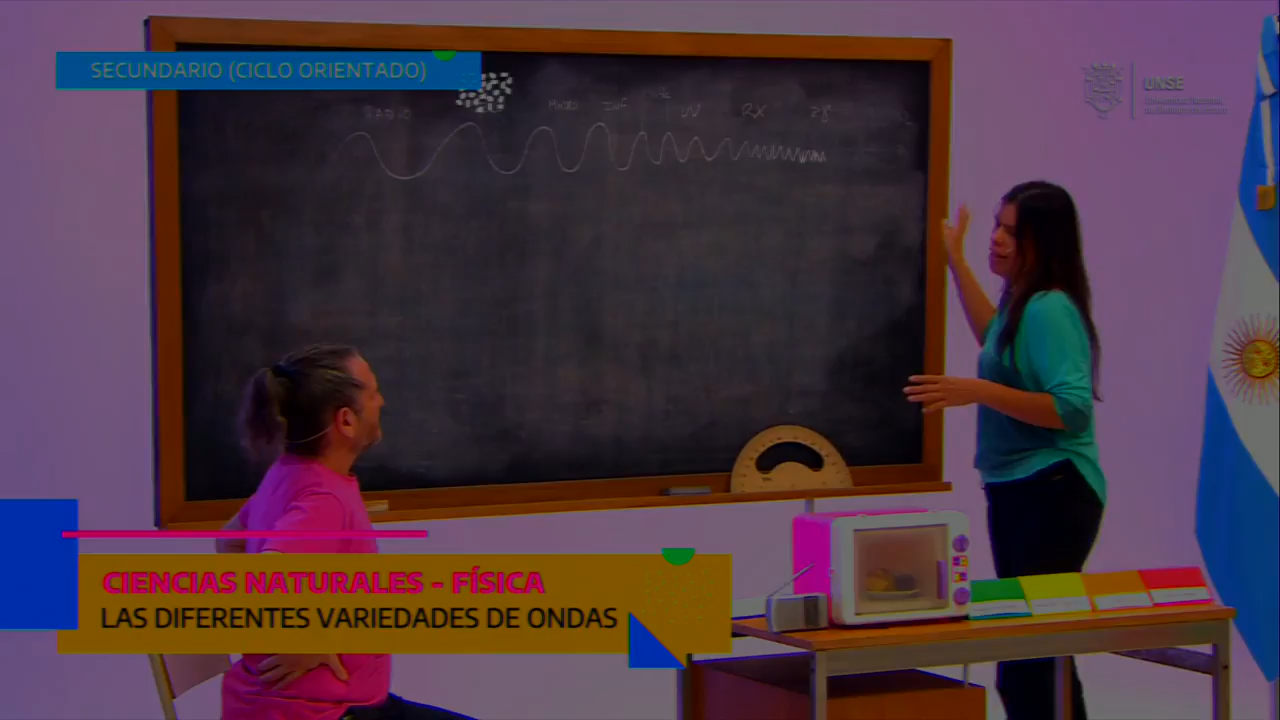 SECUNDARIO (CICLO ORIENTADO)
UNSE
RADIO MICRO INF UV RX
CIENCIAS NATURALES - FÍSICA
LAS DIFERENTES VARIEDADES DE ONDAS